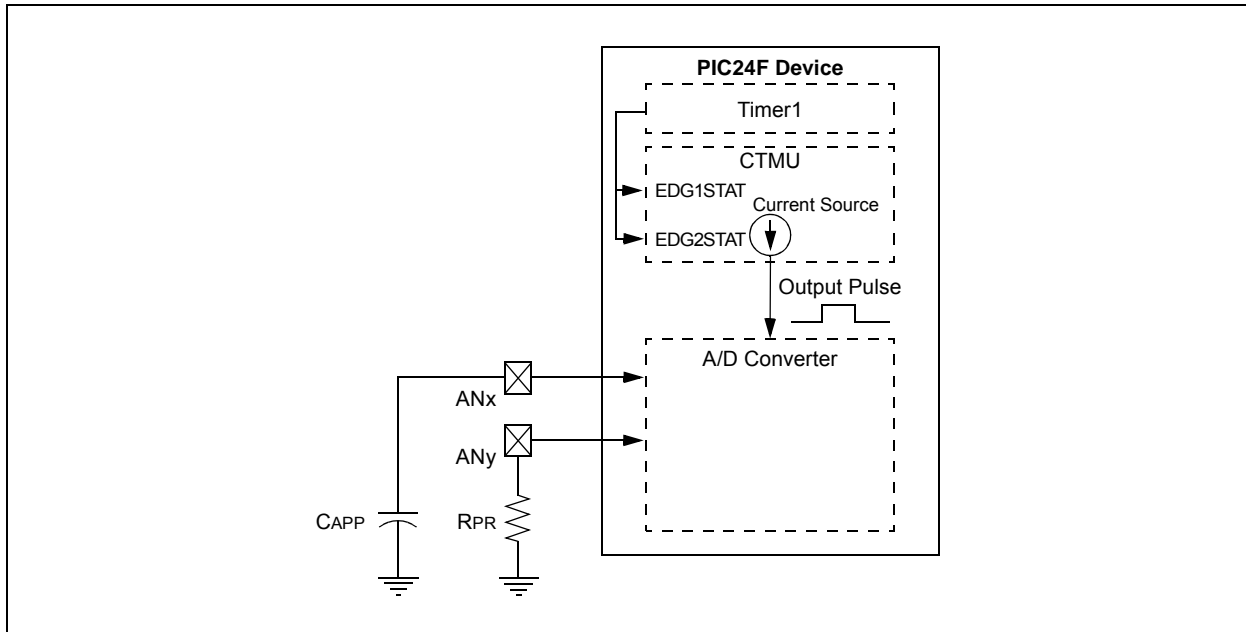 PIC24F Device
Timer1
CTMU
EDG1STAT
Current Source
EDG2STAT
Output Pulse
A/D Converter
ANx
ANy
CAPP
RPR